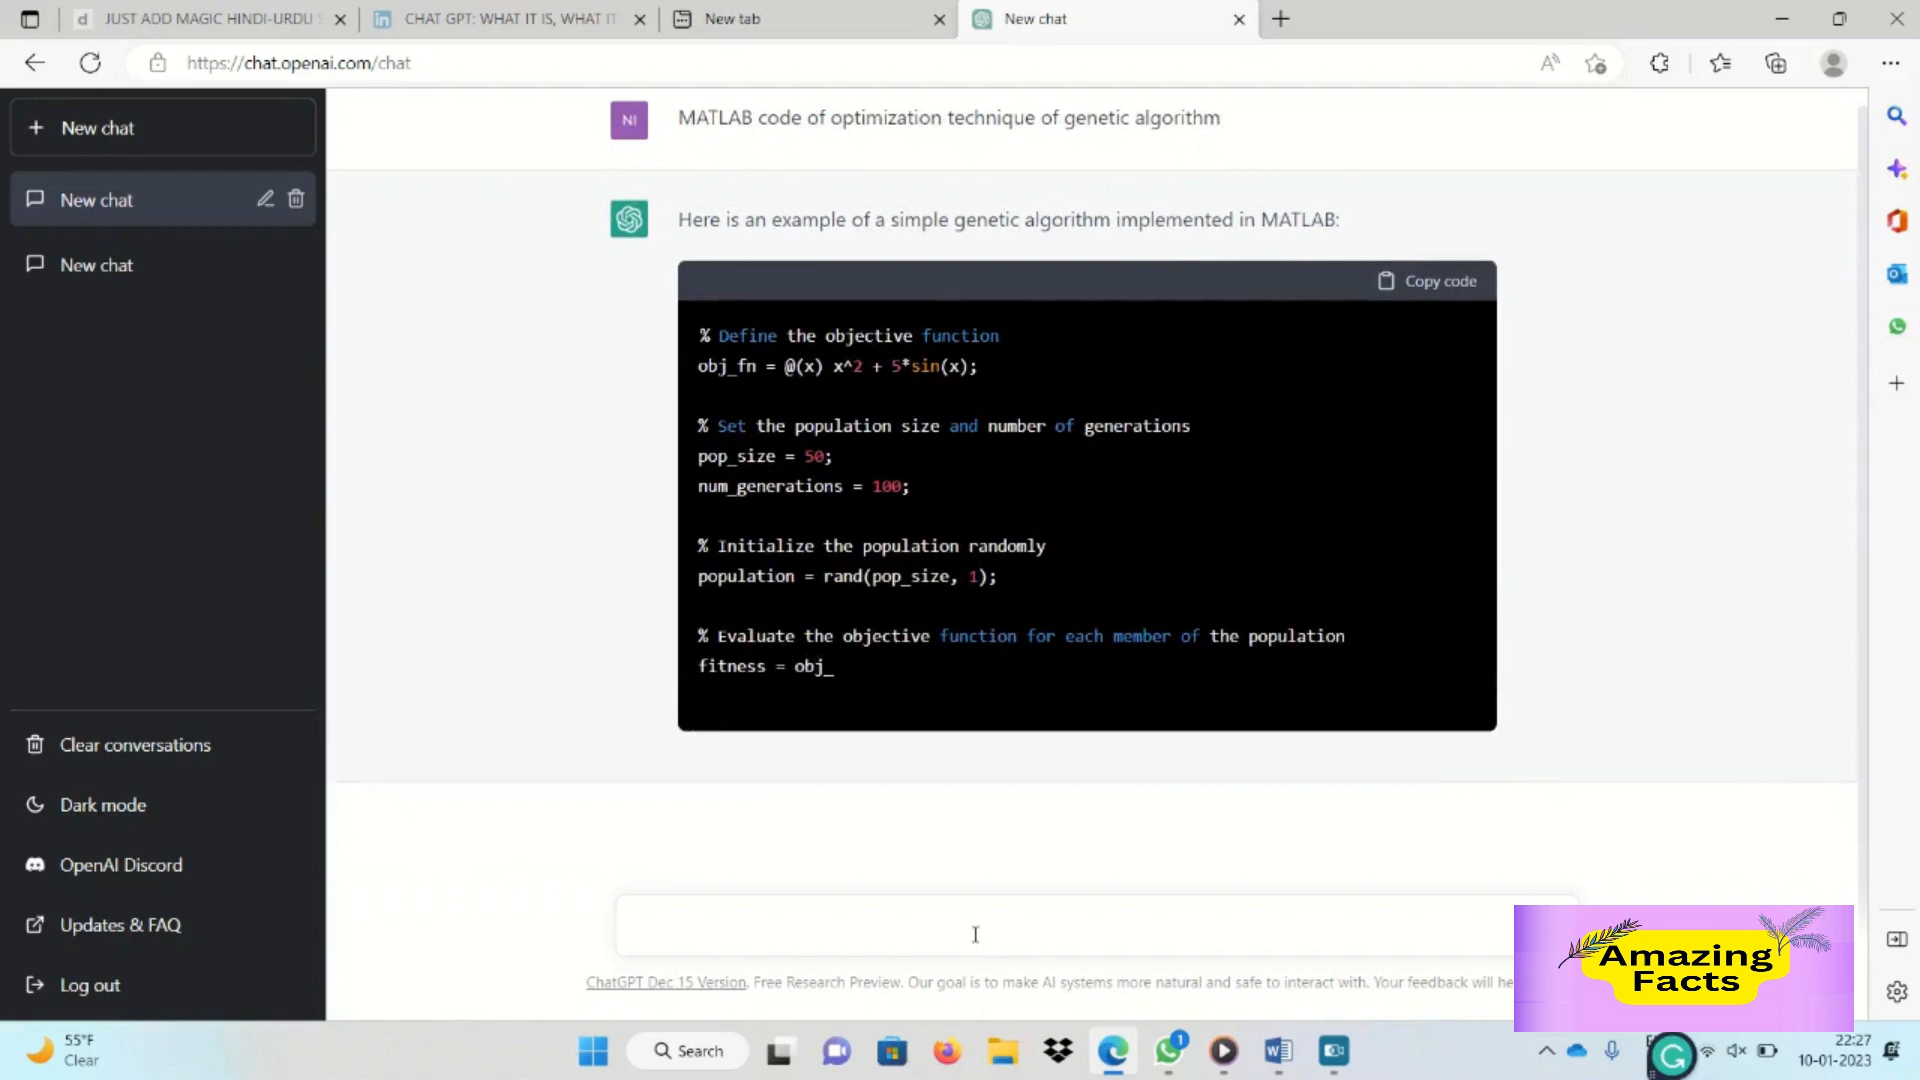 JUST ADD MAGIC HINDI-URDU
CHAT GPT: WHAT IT IS, WHAT IT
New tab
New chat
https://chat.openai.com/chat
New chat
New chat
New chat
Clear conversations
Dark mode
OpenAI Discord
Updates & FAQ
Log out
NI
MATLAB code of optimization technique of genetic algorithm
Here is an example of a simple genetic algorithm implemented in MATLAB:
Copy code
% Define the objective function
obj_fn = @(x) x^2 + 5*sin(x);
% Set the population size and number of generations
pop_size = 50;
num_generations = 100;
% Initialize the population randomly
population = rand(pop_size, 1);
% Evaluate the objective function for each member of the population
fitness = obj_
ChatGPT Dec 15 Version. Free Research Preview. Our goal is to make AI systems more natural and safe to interact with. Your feedback will he
Amazing
Facts
55°F
Clear
Search
1
22:27
10-01-2023